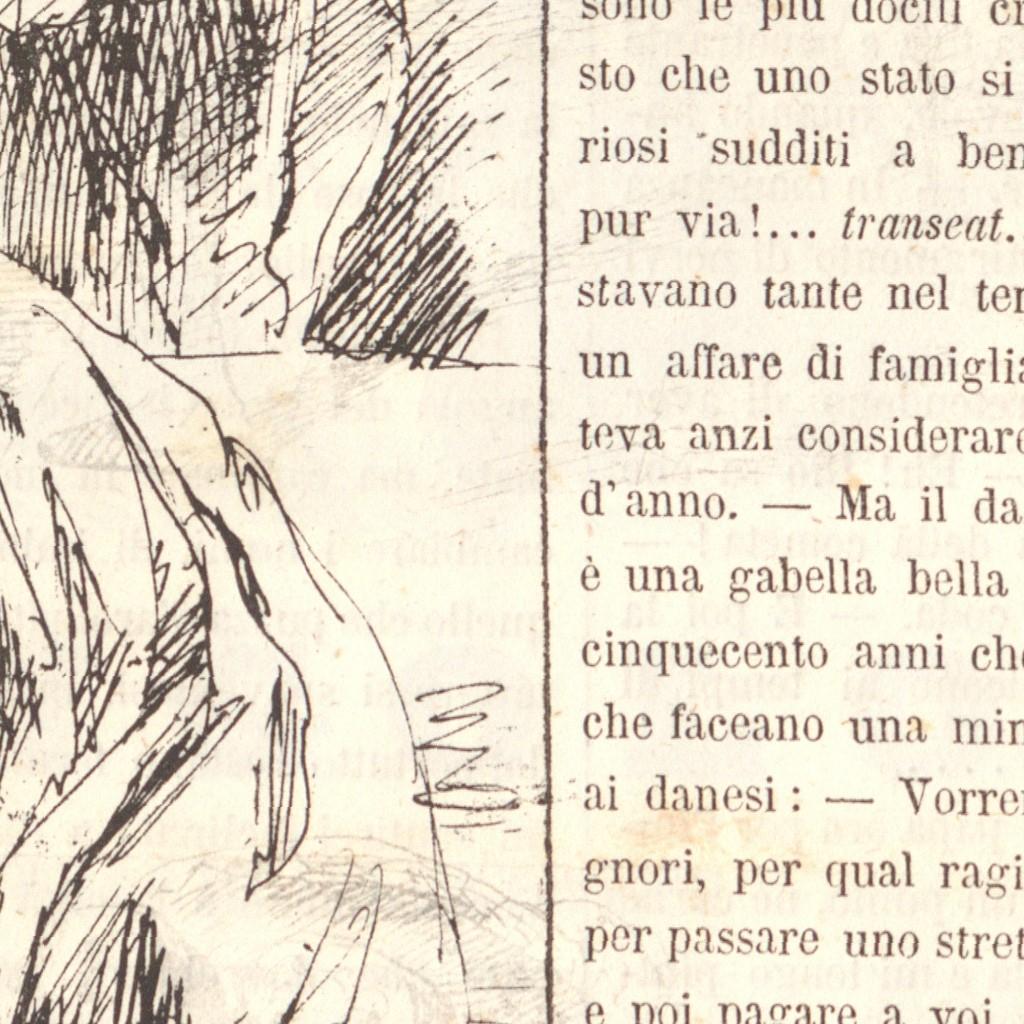 sono le più docili
sto che uno stato si
riosi sudditi a ben
pur via!... transeat.
stavano tante nel
un affare di famiglia
teva anzi considerare
d'anno. — Ma il da
è una gabella bella
cinquecento anni che
che faceano una min
ai danesi: — Vorre
gnori, per qual ragi
per passare uno stret
e poi pagare a voi